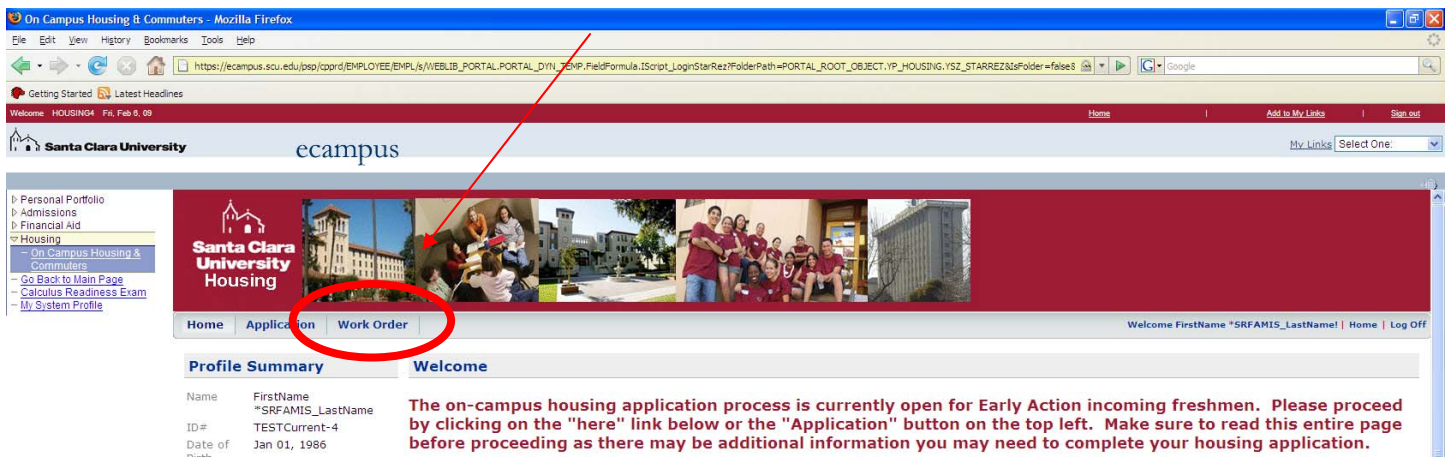 On Campus Housing & Commuters - Mozilla Firefox
File Edit View History Bookmarks Tools Help
https://ecampus.scu.edu/psp/cpprd/EMPLOYEE/EMPL/s/WEBLIB_PORTAL.PORTAL_DYN_TEMP.FieldFormula.IScript_LoginStarRez?FolderPath=PORTAL_ROOT_OBJECT.YP_HOUSING.YSZ_STARREZ&IsFolder=false& Google
Getting Started Latest Headlines
Welcome HOUSING4 Fri, Feb 6, 09 Home | Add to My Links | Sign out
Santa Clara University ecampus My Links Select One:
Personal Portfolio
Admissions
Financial Aid
Housing
– On Campus Housing &
Commuters
– Go Back to Main Page
– Calculus Readiness Exam
– My System Profile
Santa Clara
University
Housing
Home Application Work Order Welcome FirstName *SRFAMIS_LastName! | Home | Log Off
Profile Summary
Name FirstName
*SRFAMIS_LastName
ID# TESTCurrent-4
Date of Jan 01, 1986
Birth
Welcome
The on-campus housing application process is currently open for Early Action incoming freshmen. Please proceed
by clicking on the "here" link below or the "Application" button on the top left. Make sure to read this entire page
before proceeding as there may be additional information you may need to complete your housing application.